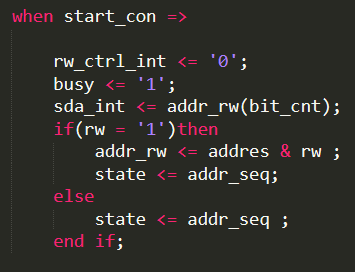 when start_con =>
rw_ctrl_int <= '0';
busy <= '1';
sda_int <= addr_rw(bit_cnt);
if(rw = '1')then
addr_rw <= addres & rw ;
state <= addr_seq;
else
state <= addr_seq ;
end if;